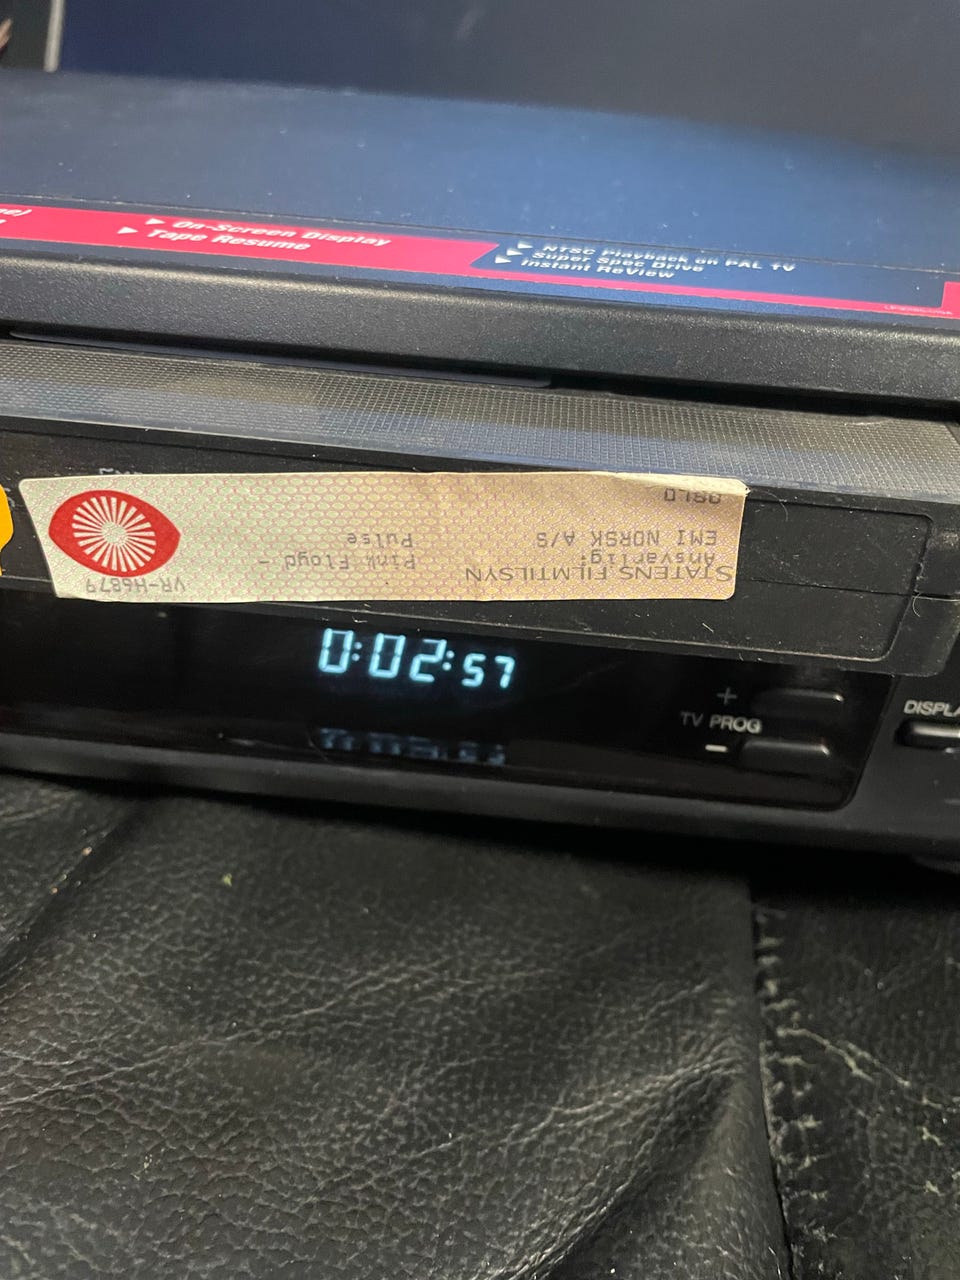 On-Screen Display
Tape Resume
NTSC Playback on PAL TV
Super Spec Drive
Instant ReView
STATENS FILMTILSYN
VR-H6879
Ansvarlig:
Pink Floyd -
EMI NORSK A/S
Pulse
OSLO
0:02:57
+
TV PROG
−
DISPLA